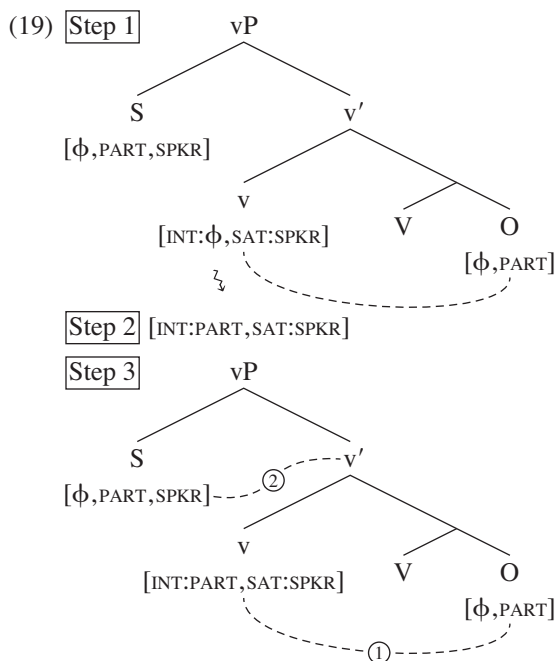 (19) Step 1 vP
S v′
[ϕ,PART,SPKR]
v V O
[INT:ϕ,SAT:SPKR] [ϕ,PART]
Step 2 [INT:PART,SAT:SPKR]
Step 3 vP
S v′
[ϕ,PART,SPKR] ②
v V O
[INT:PART,SAT:SPKR] [ϕ,PART]
①